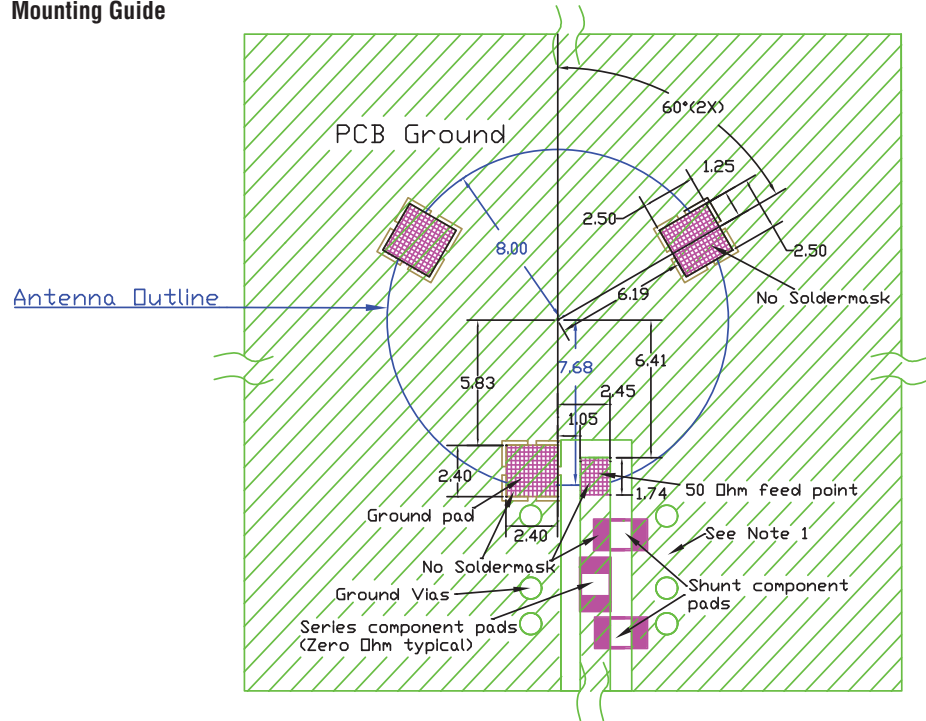 Mounting Guide
60°(2X)
PCB Ground
1.25
2.50
8.00
2.50
6.19
Antenna Outline
No Soldermask
7.68
6.41
5.83
2.45
1.05
2.40
1.74
50 Ohm feed point
Ground pad
2.40
See Note 1
No Soldermask
Ground Vias
Shunt component
pads
Series component pads
(Zero Ohm typical)